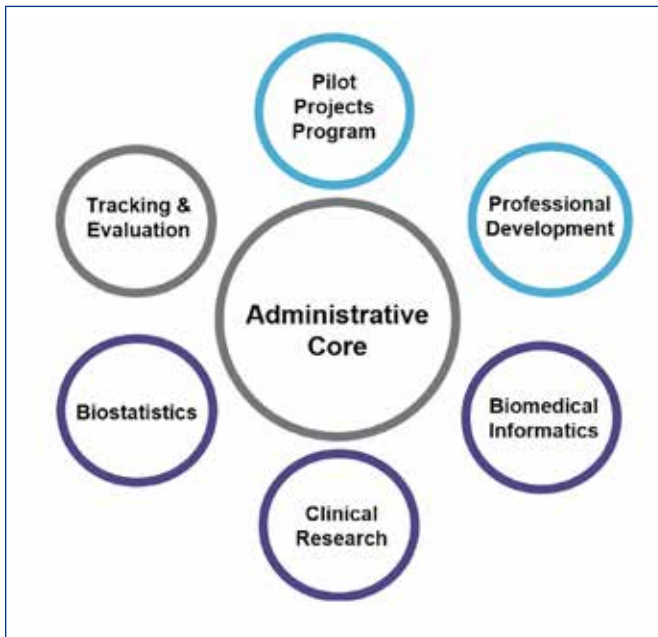 Pilot
Projects
Program
Tracking &
Evaluation
Professional
Development
Administrative
Core
Biostatistics
Biomedical
Informatics
Clinical
Research